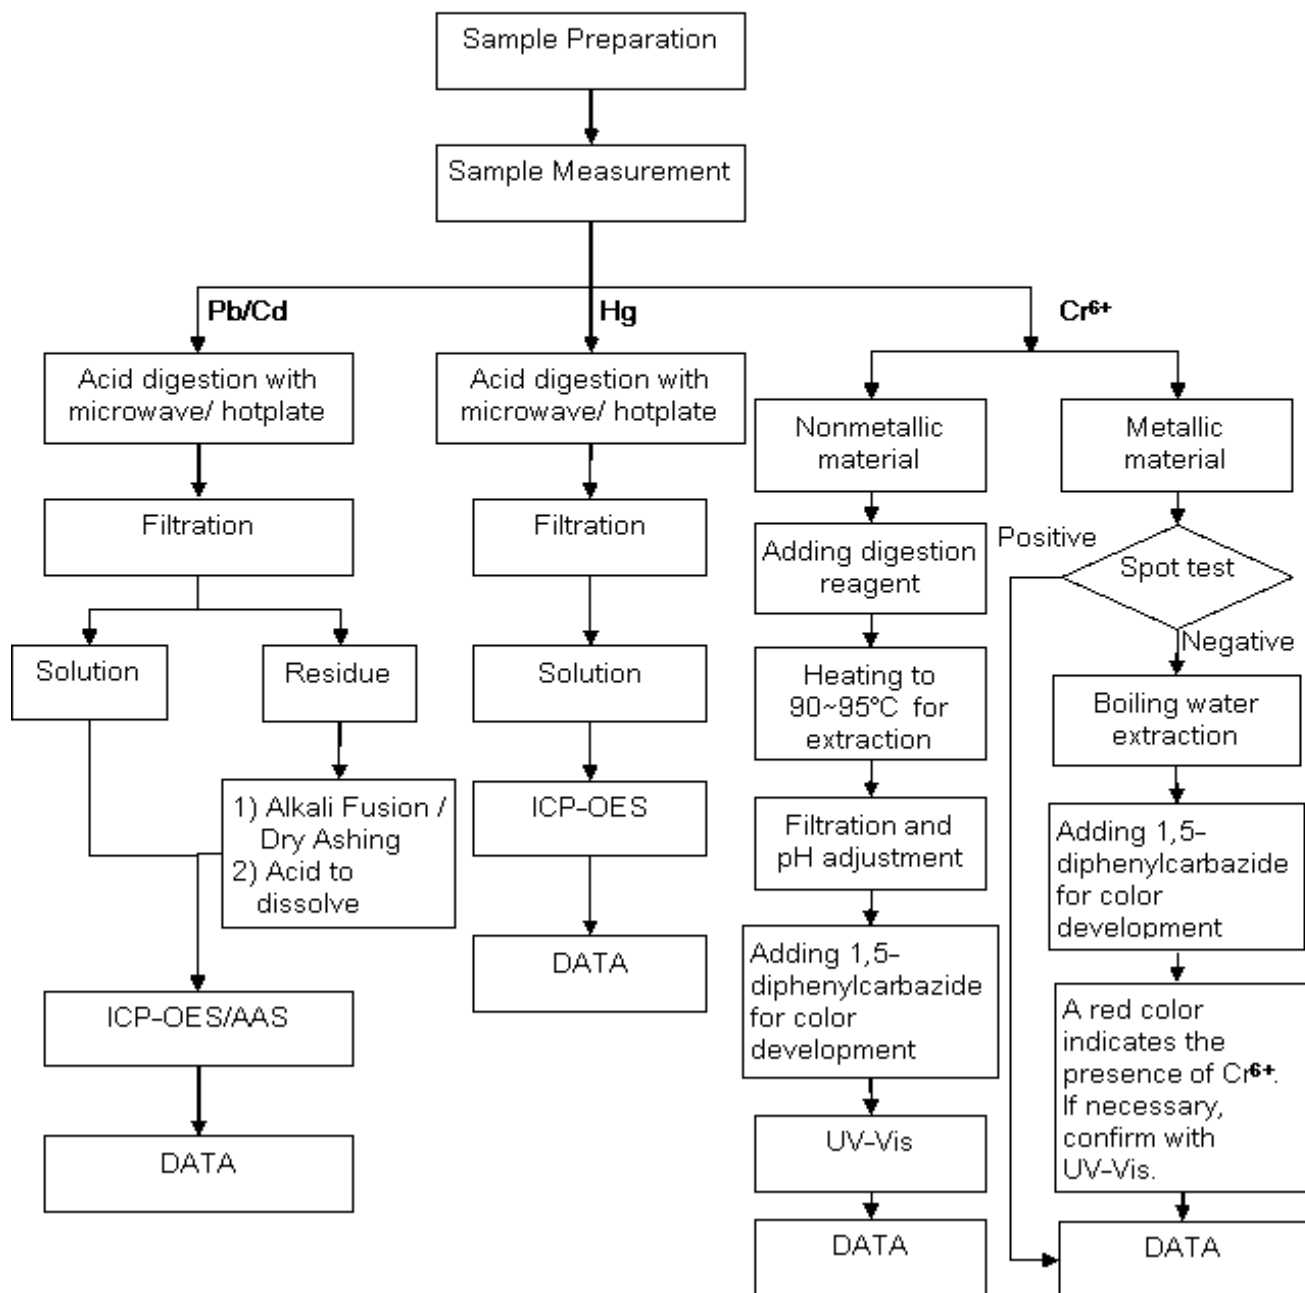 Sample Preparation
Sample Measurement
Pb/Cd
Hg
Cr⁶⁺
Acid digestion with
microwave/ hotplate
Filtration
Solution
Residue
1) Alkali Fusion /
Dry Ashing
2) Acid to
dissolve
ICP-OES/AAS
DATA
Acid digestion with
microwave/ hotplate
Filtration
Solution
ICP-OES
DATA
Nonmetallic
material
Adding digestion
reagent
Heating to
90~95°C for
extraction
Filtration and
pH adjustment
Adding 1,5-
diphenylcarbazide
for color
development
UV-Vis
DATA
Metallic
material
Positive
Spot test
Negative
Boiling water
extraction
Adding 1,5-
diphenylcarbazide
for color
development
A red color
indicates the
presence of Cr⁶⁺.
If necessary,
confirm with
UV-Vis.
DATA